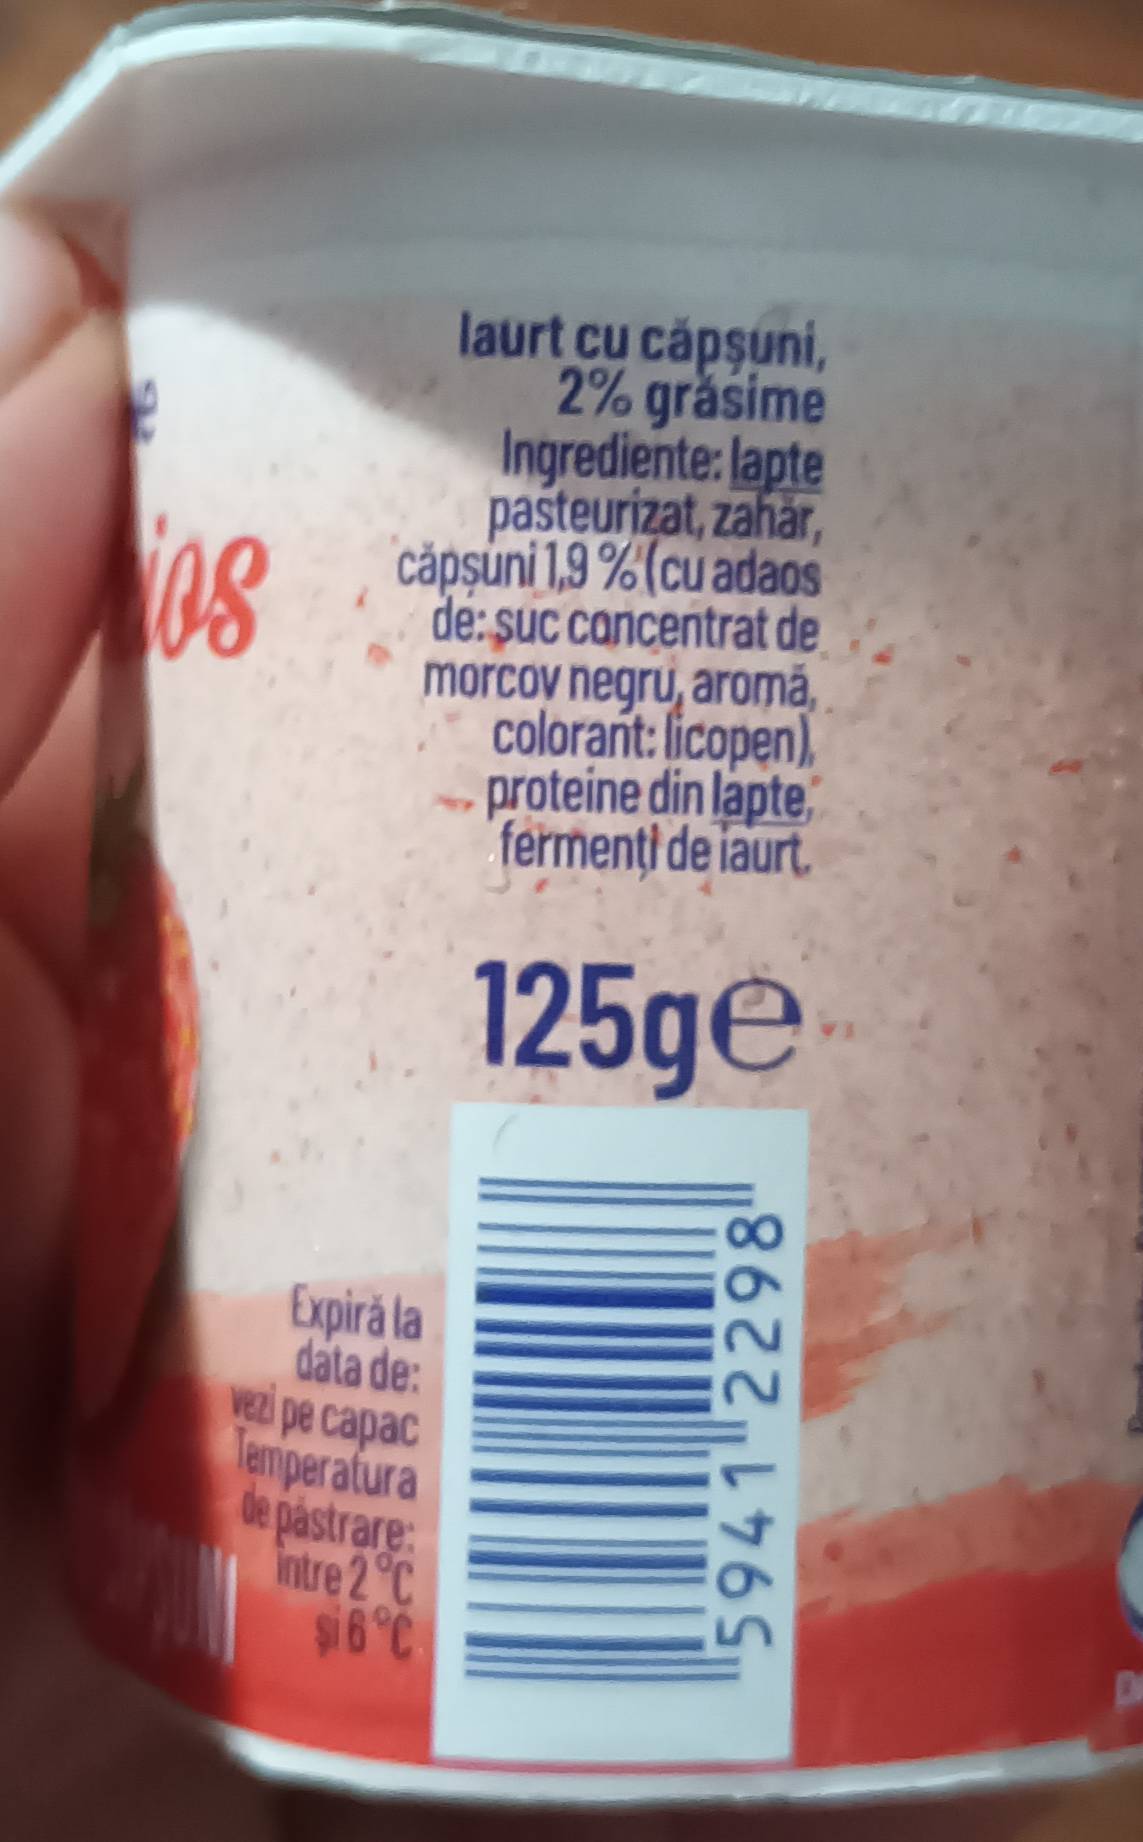 Iaurt cu căpșuni,
2% grăsime
Ingrediente: lapte
pasteurizat, zahăr,
căpșuni 1,9 % (cu adaos
de: suc concentrat de
morcov negru, aromă,
colorant: licopen),
proteine din lapte,
fermenți de iaurt.
ios
125g e
5941 2298
Expiră la
data de:
vezi pe capac
Temperatura
de păstrare:
între 2 °C
și 6 °C.